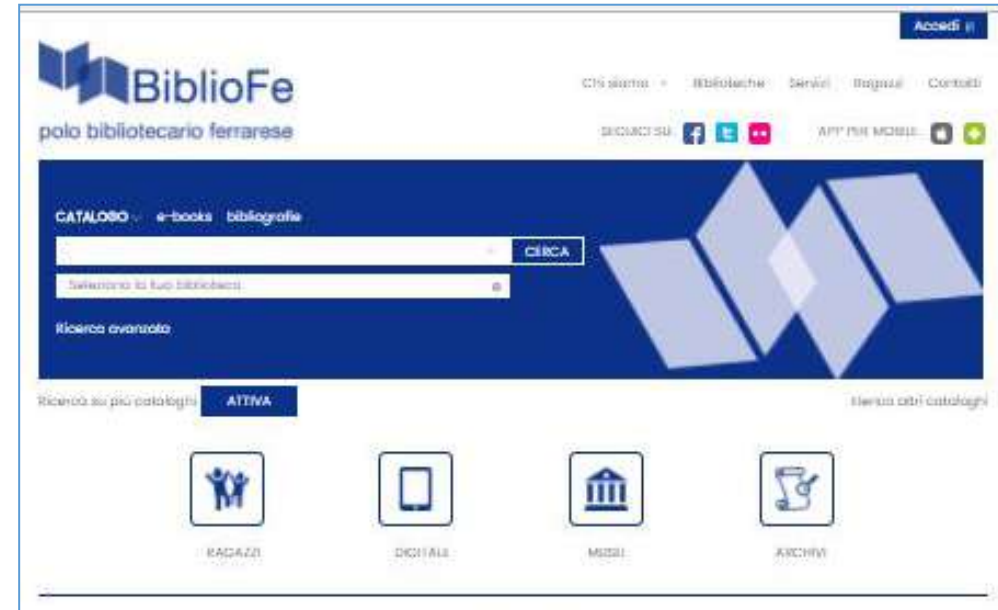 Accedi
BiblioFe
polo bibliotecario ferrarese
Chi siamo Biblioteche Servizi Ragazzi Contatti
SEGUICI SU APP PER MOBILE
CATALOGO e-books bibliografie
CERCA
Seleziona la tua biblioteca
Ricerca avanzata
Ricerca su più cataloghi ATTIVA
Elenco altri cataloghi
RAGAZZI DIGITALE MUSEI ARCHIVI